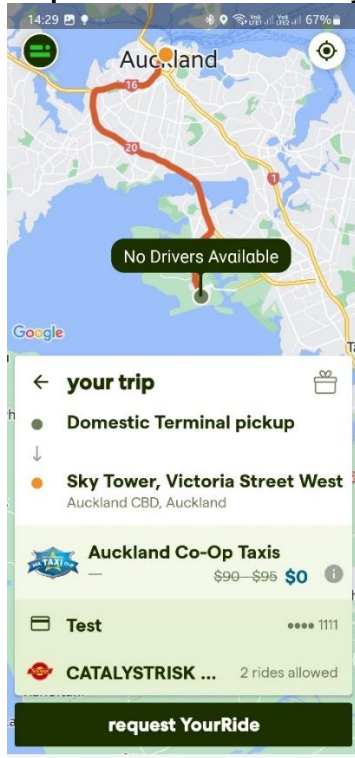 14:29
67%
Auckland
16
20
1
No Drivers Available
Google
your trip
Domestic Terminal pickup
Sky Tower, Victoria Street West
Auckland CBD, Auckland
TAXI
Auckland Co-Op Taxis
—
$90-$95 $0
Test •••• 1111
CATALYSTRISK ... 2 rides allowed
request YourRide